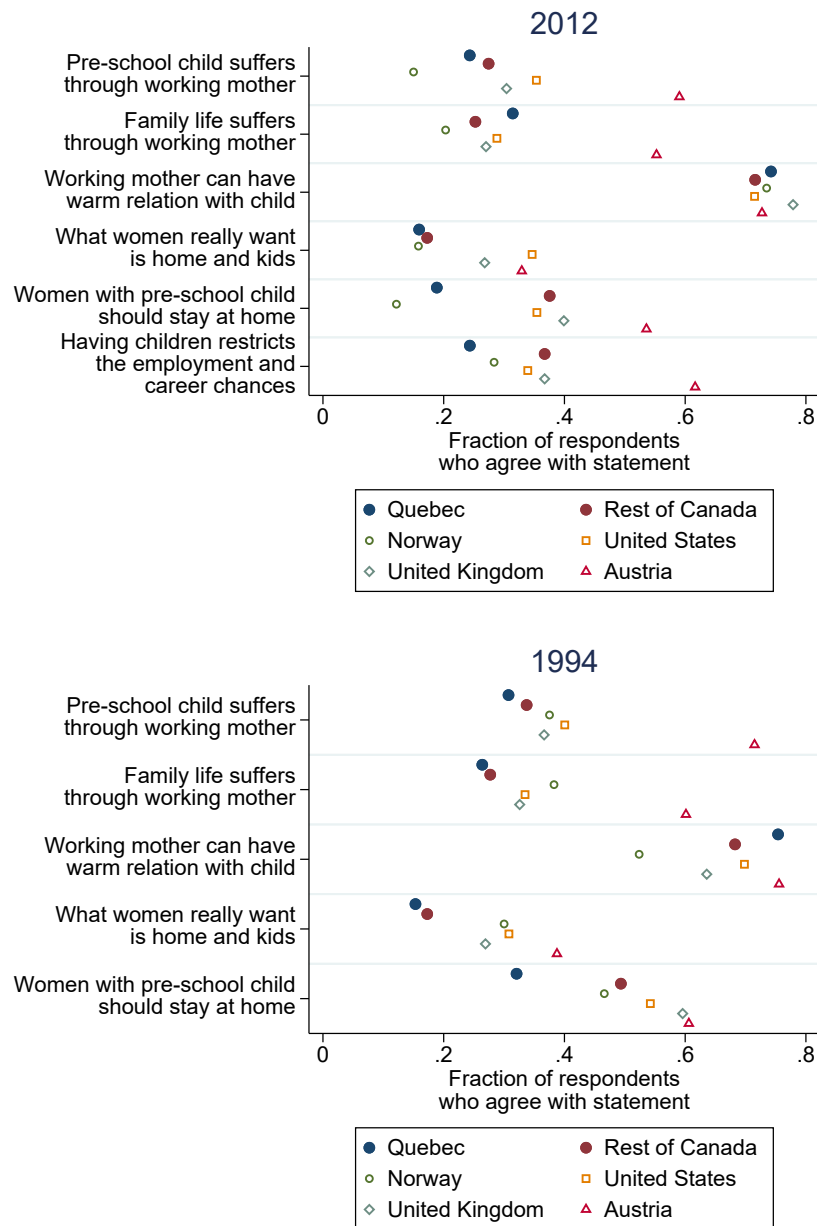 2012
Pre-school child suffers
through working mother
Family life suffers
through working mother
Working mother can have
warm relation with child
What women really want
is home and kids
Women with pre-school child
should stay at home
Having children restricts
the employment and
career chances
0 .2 .4 .6 .8
Fraction of respondents
who agree with statement
Quebec Rest of Canada
Norway United States
United Kingdom Austria
1994
Pre-school child suffers
through working mother
Family life suffers
through working mother
Working mother can have
warm relation with child
What women really want
is home and kids
Women with pre-school child
should stay at home
0 .2 .4 .6 .8
Fraction of respondents
who agree with statement
Quebec Rest of Canada
Norway United States
United Kingdom Austria